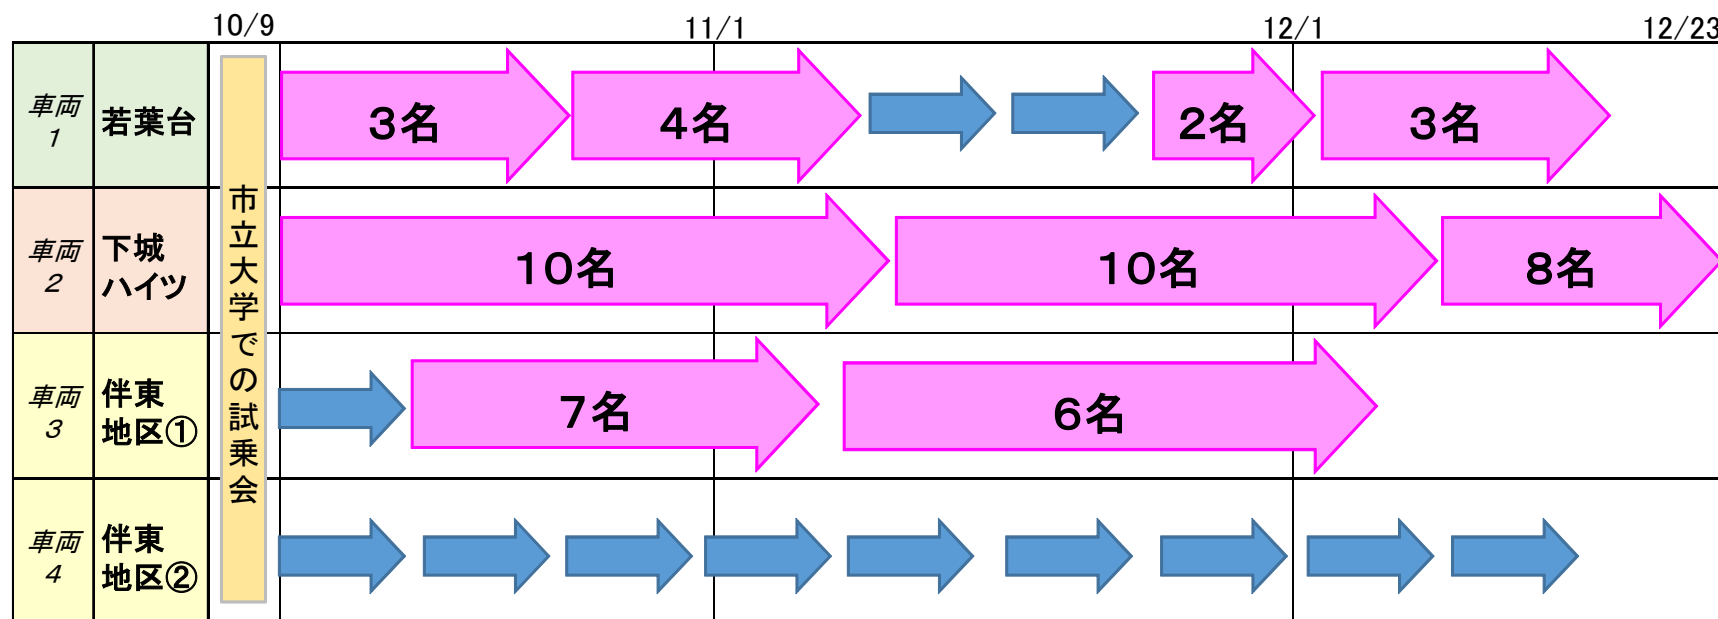 10/9
11/1
12/1
12/23
車両
1
若葉台
3名
4名
2名
3名
車両
2
下城
ハイツ
10名
10名
8名
車両
3
伴東
地区①
7名
6名
車両
4
伴東
地区②
市立大学での試乗会